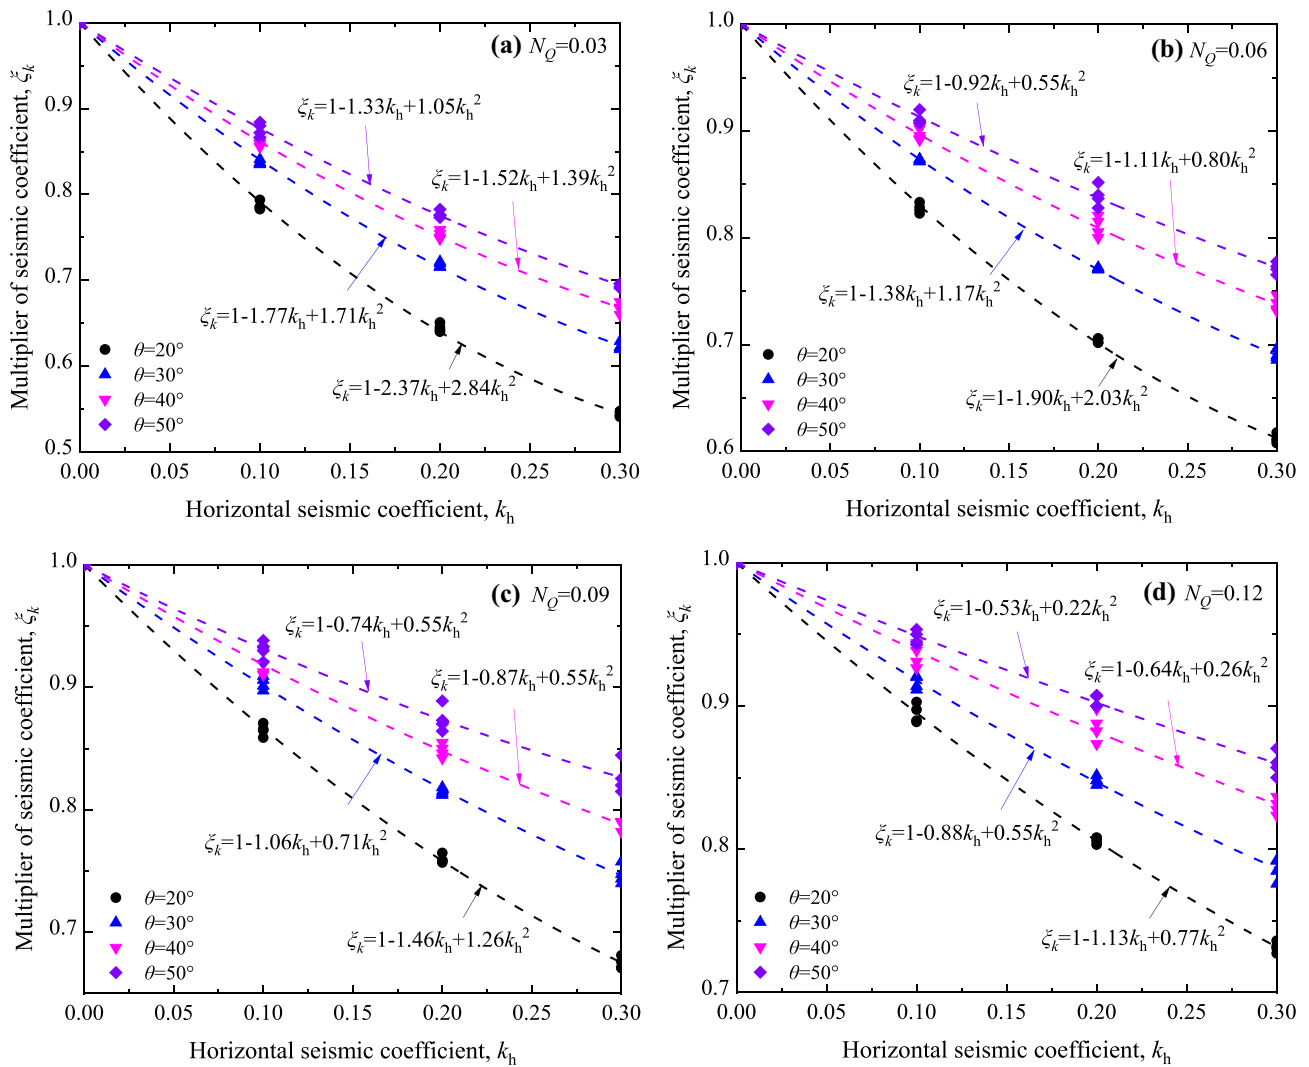 (a) N_Q=0.03
ξ_k=1-1.33k_h+1.05k_h^2
ξ_k=1-1.52k_h+1.39k_h^2
ξ_k=1-1.77k_h+1.71k_h^2
ξ_k=1-2.37k_h+2.84k_h^2
θ=20°
θ=30°
θ=40°
θ=50°
Multiplier of seismic coefficient, ξ_k
1.0
0.9
0.8
0.7
0.6
0.5
0.00 0.05 0.10 0.15 0.20 0.25 0.30
Horizontal seismic coefficient, k_h
(b) N_Q=0.06
ξ_k=1-0.92k_h+0.55k_h^2
ξ_k=1-1.11k_h+0.80k_h^2
ξ_k=1-1.38k_h+1.17k_h^2
ξ_k=1-1.90k_h+2.03k_h^2
θ=20°
θ=30°
θ=40°
θ=50°
Multiplier of seismic coefficient, ξ_k
1.0
0.9
0.8
0.7
0.6
0.00 0.05 0.10 0.15 0.20 0.25 0.30
Horizontal seismic coefficient, k_h
(c) N_Q=0.09
ξ_k=1-0.74k_h+0.55k_h^2
ξ_k=1-0.87k_h+0.55k_h^2
ξ_k=1-1.06k_h+0.71k_h^2
ξ_k=1-1.46k_h+1.26k_h^2
θ=20°
θ=30°
θ=40°
θ=50°
Multiplier of seismic coefficient, ξ_k
1.0
0.9
0.8
0.7
0.00 0.05 0.10 0.15 0.20 0.25 0.30
Horizontal seismic coefficient, k_h
(d) N_Q=0.12
ξ_k=1-0.53k_h+0.22k_h^2
ξ_k=1-0.64k_h+0.26k_h^2
ξ_k=1-0.88k_h+0.55k_h^2
ξ_k=1-1.13k_h+0.77k_h^2
θ=20°
θ=30°
θ=40°
θ=50°
Multiplier of seismic coefficient, ξ_k
1.0
0.9
0.8
0.7
0.00 0.05 0.10 0.15 0.20 0.25 0.30
Horizontal seismic coefficient, k_h